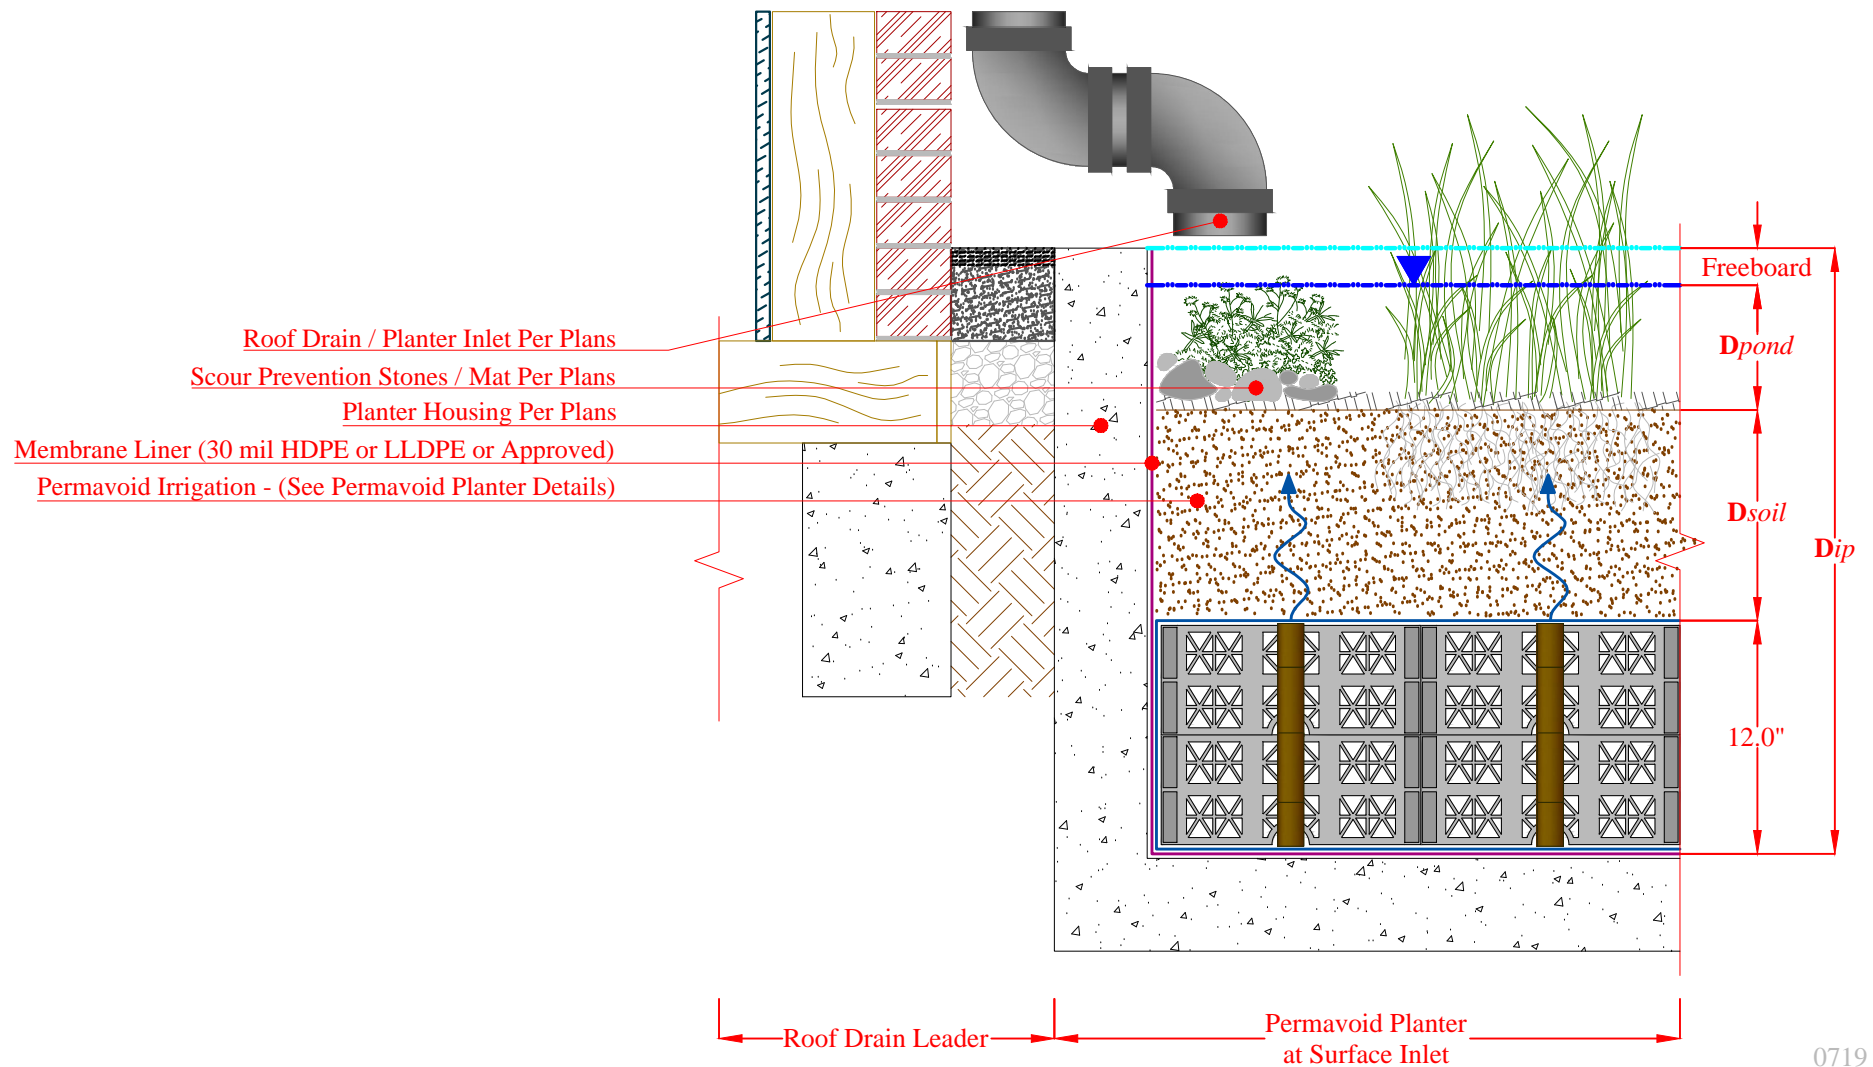 Roof Drain / Planter Inlet Per Plans
Scour Prevention Stones / Mat Per Plans
Planter Housing Per Plans
Membrane Liner (30 mil HDPE or LLDPE or Approved)
Permavoid Irrigation - (See Permavoid Planter Details)
Freeboard
Dpond
Dsoil
Dip
12.0"
Roof Drain Leader
Permavoid Planter
at Surface Inlet
0719